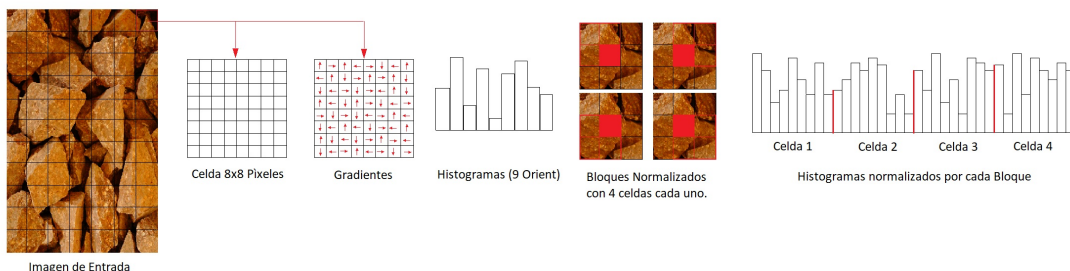 Imagen de Entrada
Celda 8x8 Pìxeles
Gradientes
Histogramas (9 Orient)
Bloques Normalizados
con 4 celdas cada uno.
Celda 1
Celda 2
Celda 3
Celda 4
Histogramas normalizados por cada Bloque